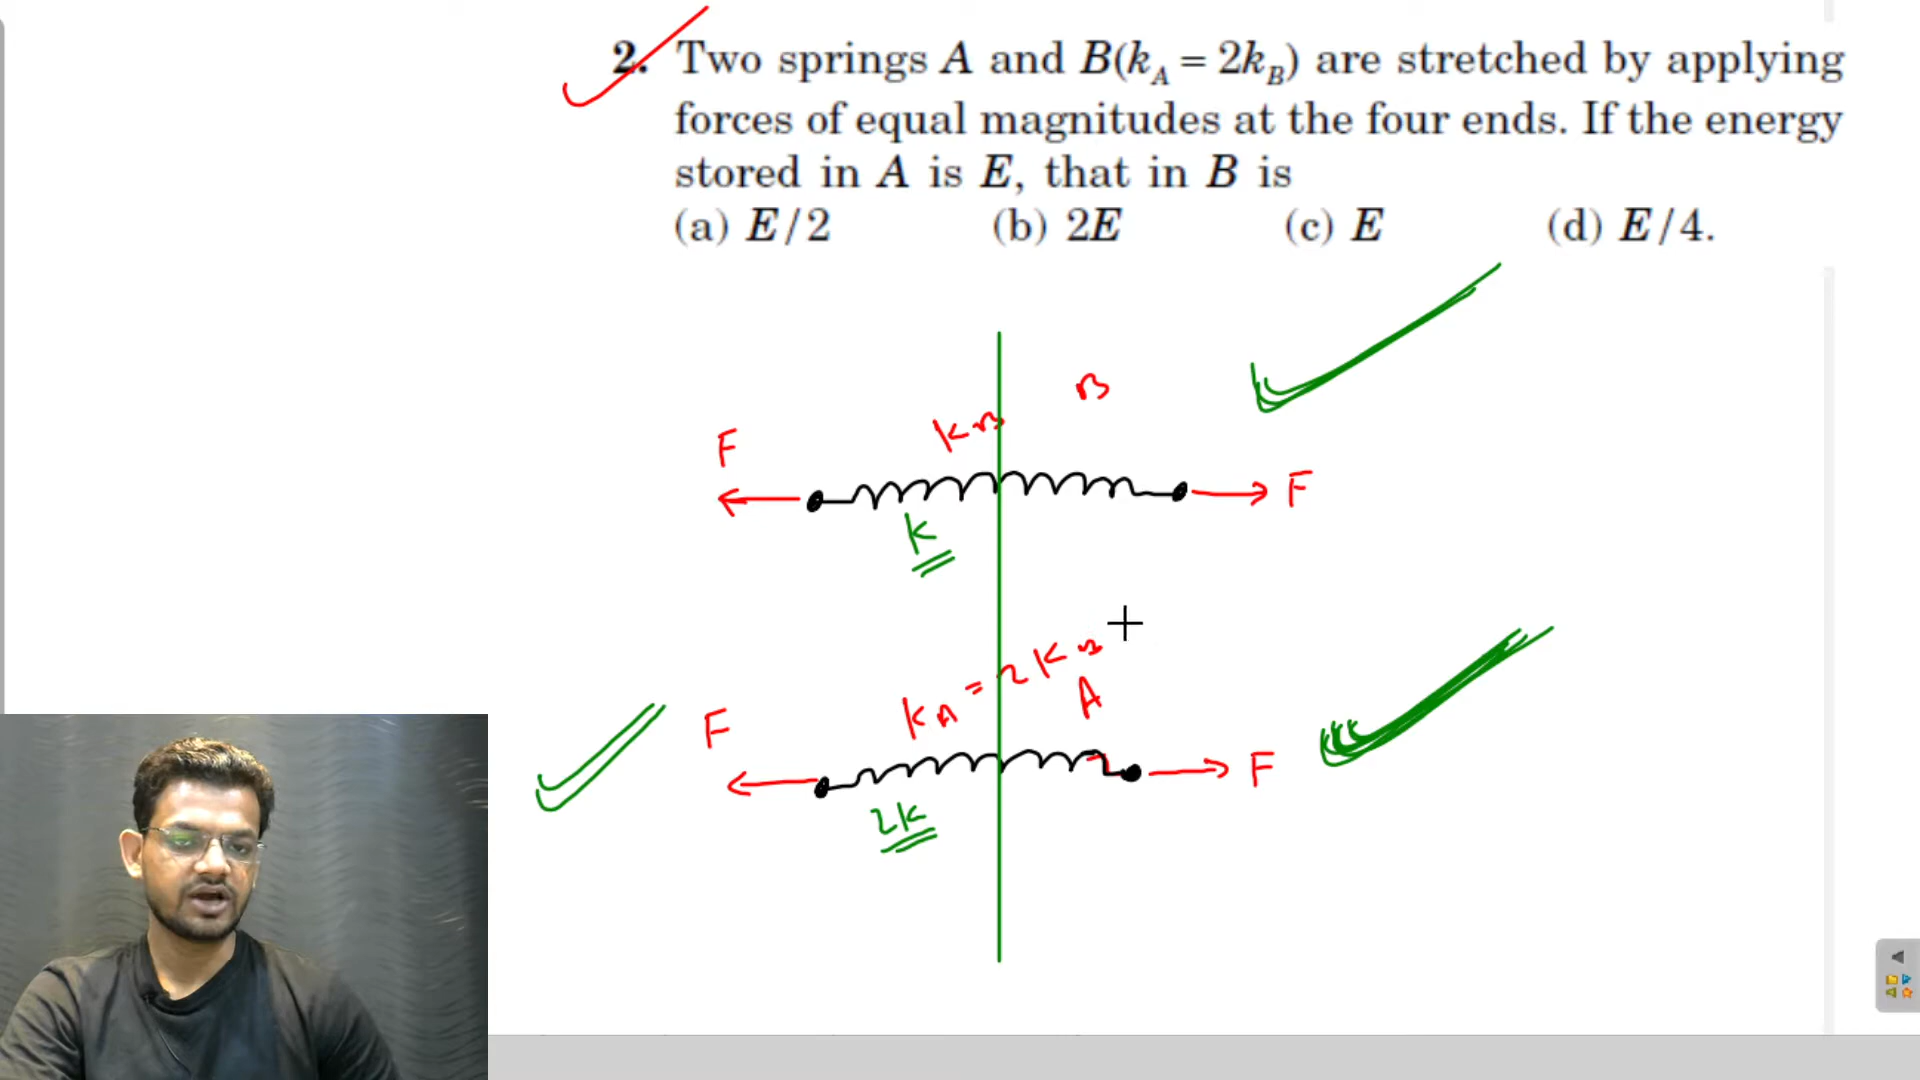 2. Two springs A and B(k_A = 2k_B) are stretched by applying
forces of equal magnitudes at the four ends. If the energy
stored in A is E, that in B is
(a) E/2 (b) 2E (c) E (d) E/4.
B
k_B
F
F
k
k_A = 2k_B
A
F
F
2k